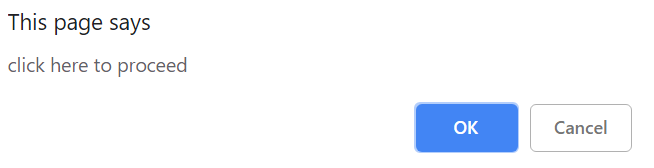 This page says
click here to proceed
OK Cancel